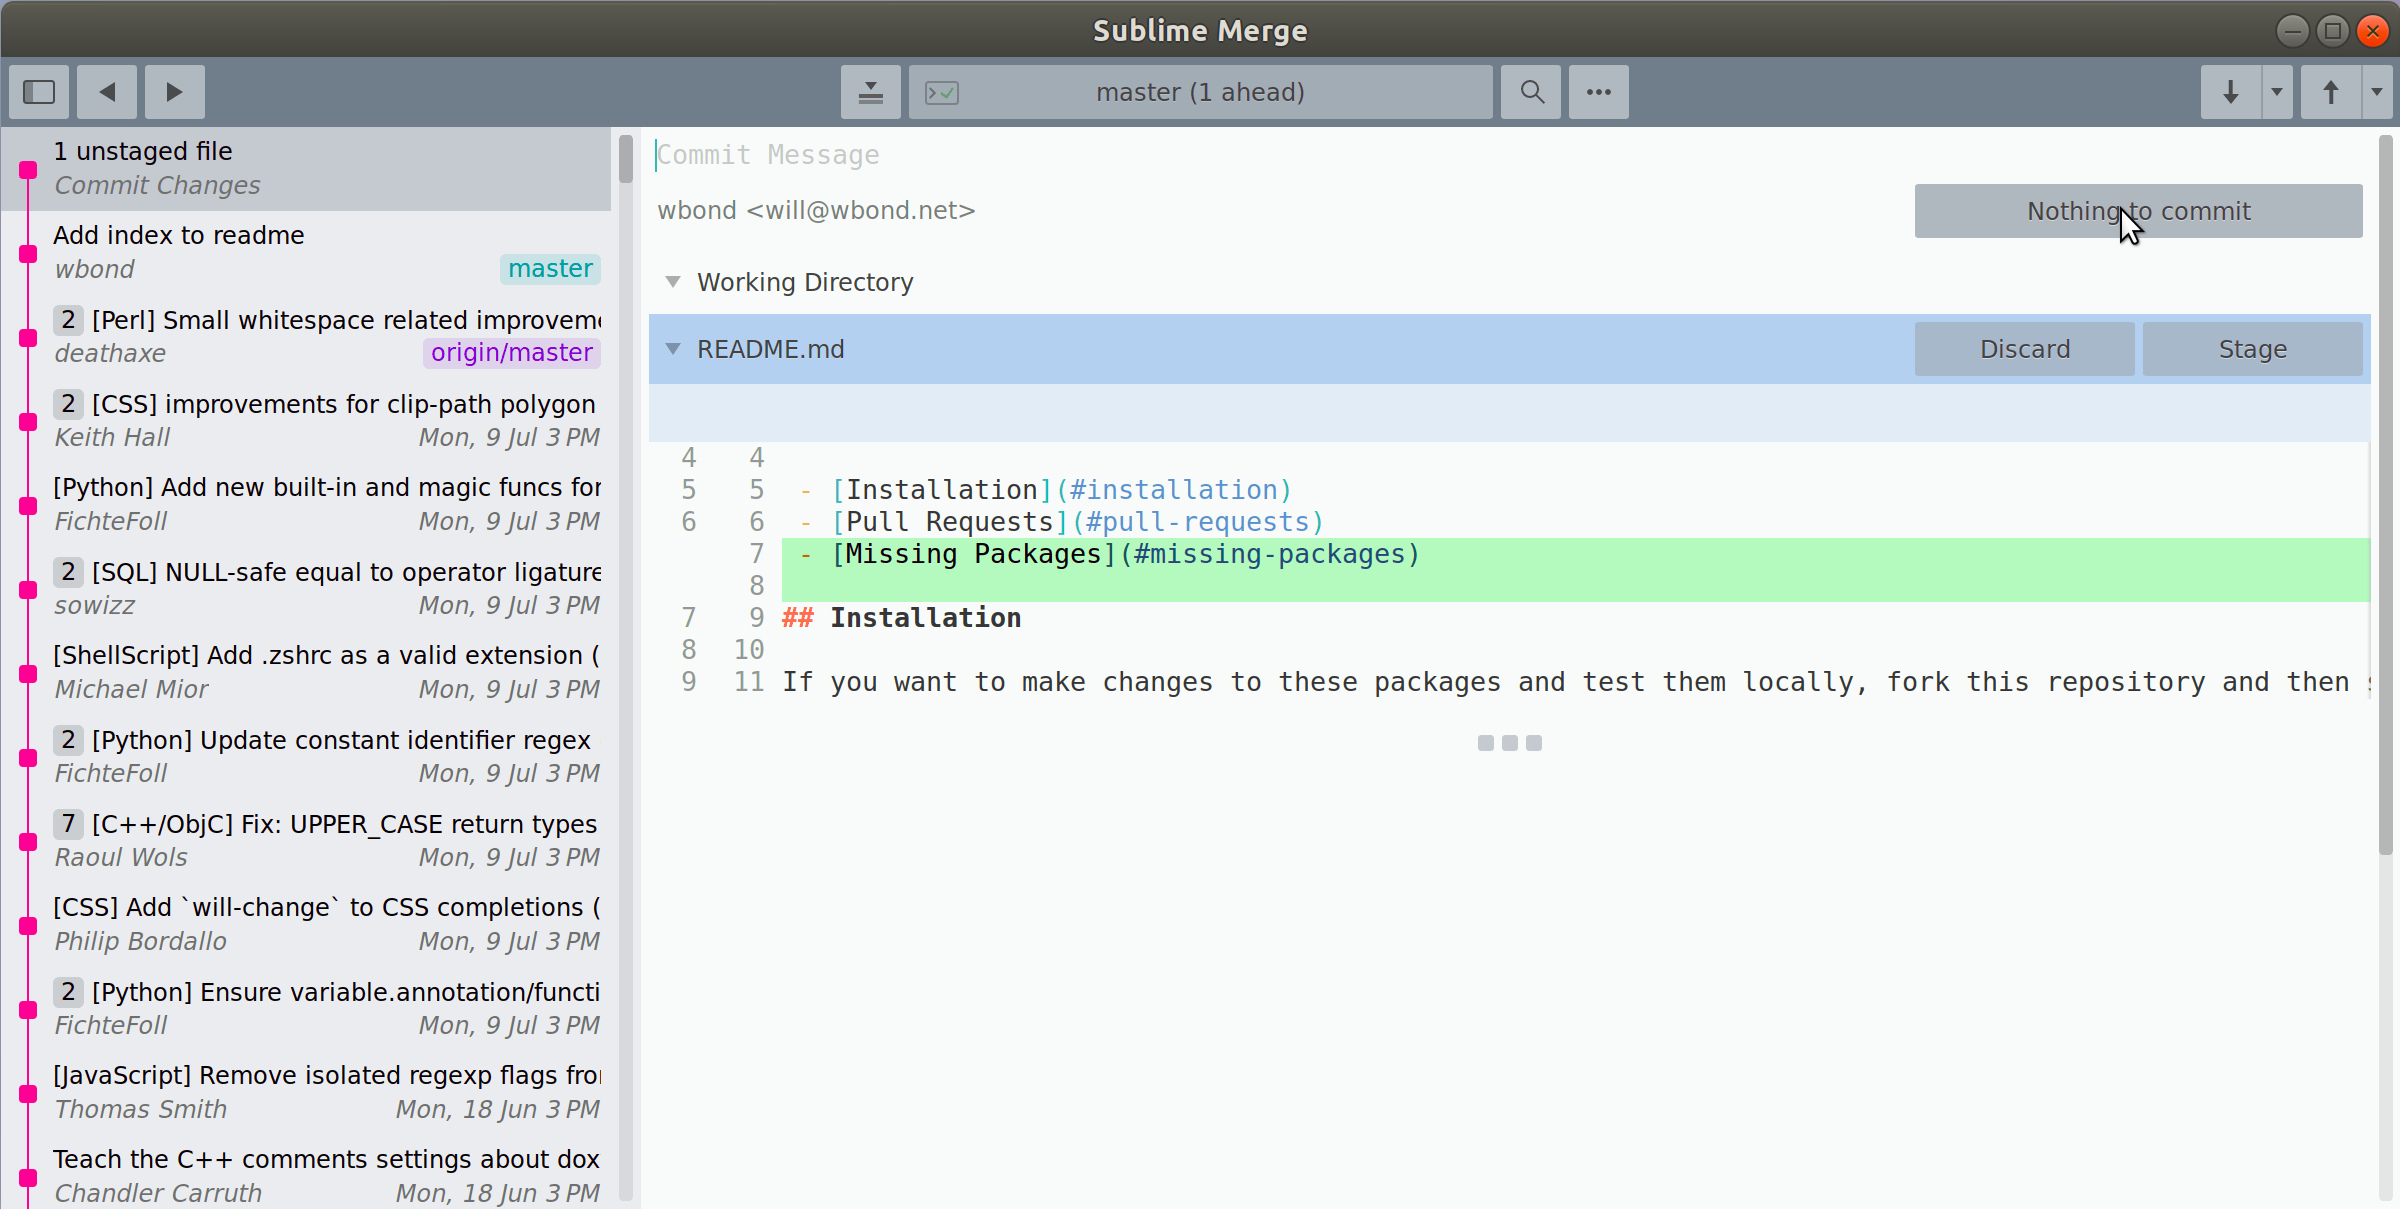 Sublime Merge
master (1 ahead)
1 unstaged file
Commit Changes
Add index to readme
wbond master
2 [Perl] Small whitespace related improveme
deathaxe origin/master
2 [CSS] improvements for clip-path polygon
Keith Hall Mon, 9 Jul 3 PM
[Python] Add new built-in and magic funcs for
FichteFoll Mon, 9 Jul 3 PM
2 [SQL] NULL-safe equal to operator ligature
sowizz Mon, 9 Jul 3 PM
[ShellScript] Add .zshrc as a valid extension (
Michael Mior Mon, 9 Jul 3 PM
2 [Python] Update constant identifier regex
FichteFoll Mon, 9 Jul 3 PM
7 [C++/ObjC] Fix: UPPER_CASE return types
Raoul Wols Mon, 9 Jul 3 PM
[CSS] Add `will-change` to CSS completions (
Philip Bordallo Mon, 9 Jul 3 PM
2 [Python] Ensure variable.annotation/functi
FichteFoll Mon, 9 Jul 3 PM
[JavaScript] Remove isolated regexp flags from
Thomas Smith Mon, 18 Jun 3 PM
Teach the C++ comments settings about dox
Chandler Carruth Mon, 18 Jun 3 PM
Commit Message
wbond <will@wbond.net> Nothing to commit
Working Directory
README.md Discard Stage
4 4
5 5 - [Installation](#installation)
6 6 - [Pull Requests](#pull-requests)
7 - [Missing Packages](#missing-packages)
8
7 9 ## Installation
8 10
9 11 If you want to make changes to these packages and test them locally, fork this repository and then